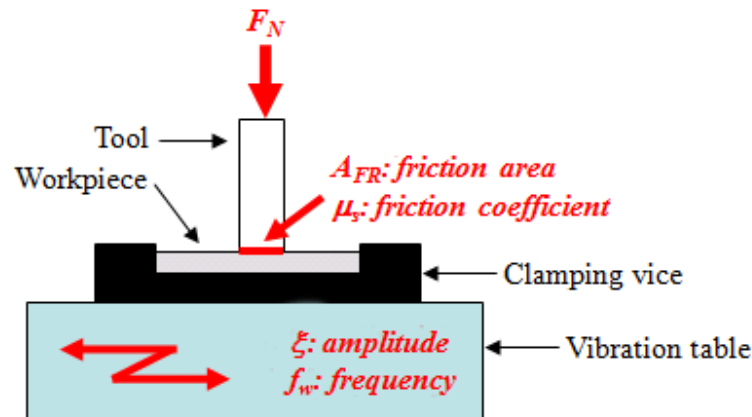 F_N
Tool
Workpiece
A_FR: friction area
μ_s: friction coefficient
Clamping vice
ξ: amplitude
f_w: frequency
Vibration table